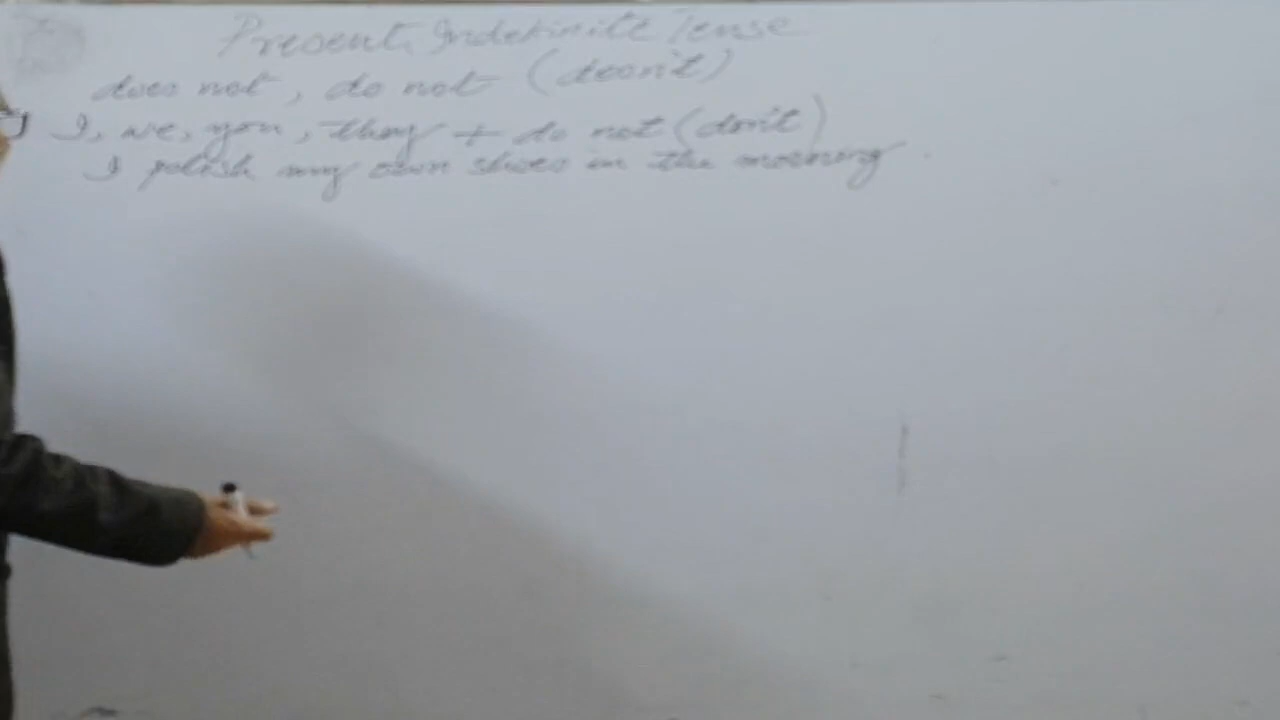 Present Indefinite Tense
does not, do not (doesn't)
I, we, you, they + do not (don't)
I polish my own shoes in the morning.